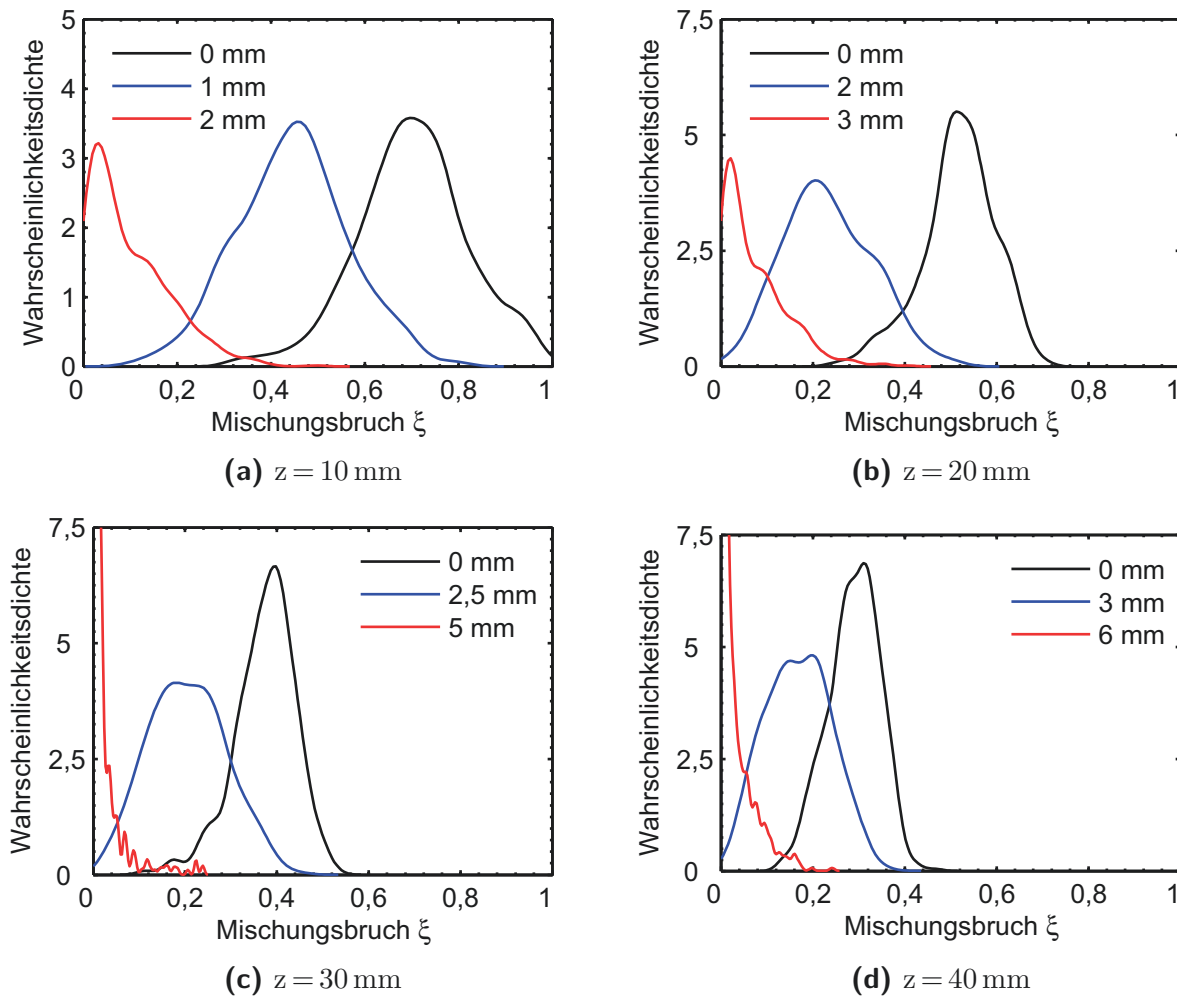 Wahrscheinlichkeitsdichte
5
4
3
2
1
0
0 mm
1 mm
2 mm
0 0,2 0,4 0,6 0,8 1
Mischungsbruch ξ
(a) z = 10 mm
Wahrscheinlichkeitsdichte
7,5
5
2,5
0
0 mm
2 mm
3 mm
0 0,2 0,4 0,6 0,8 1
Mischungsbruch ξ
(b) z = 20 mm
Wahrscheinlichkeitsdichte
7,5
5
2,5
0
0 mm
2,5 mm
5 mm
0 0,2 0,4 0,6 0,8 1
Mischungsbruch ξ
(c) z = 30 mm
Wahrscheinlichkeitsdichte
7,5
5
2,5
0
0 mm
3 mm
6 mm
0 0,2 0,4 0,6 0,8 1
Mischungsbruch ξ
(d) z = 40 mm